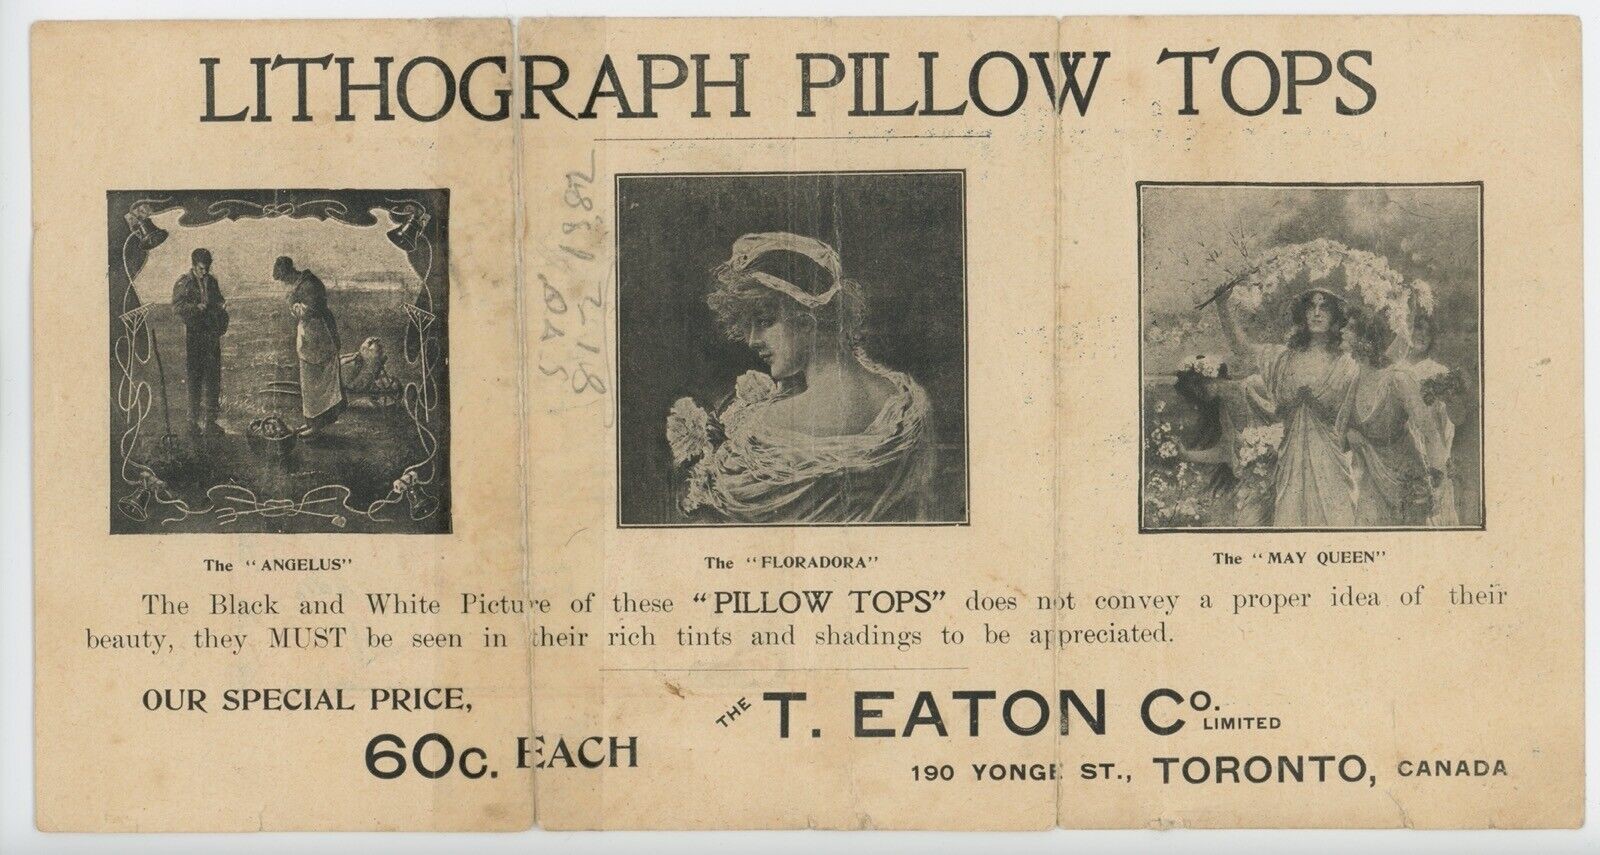 LITHOGRAPH PILLOW TOPS
The "ANGELUS"
The "FLORADORA"
The "MAY QUEEN"
The Black and White Picture of these "PILLOW TOPS" does not convey a proper idea of their
beauty, they MUST be seen in their rich tints and shadings to be appreciated.
OUR SPECIAL PRICE,
60c. EACH
THE T. EATON Co. LIMITED
190 YONGE ST., TORONTO, CANADA